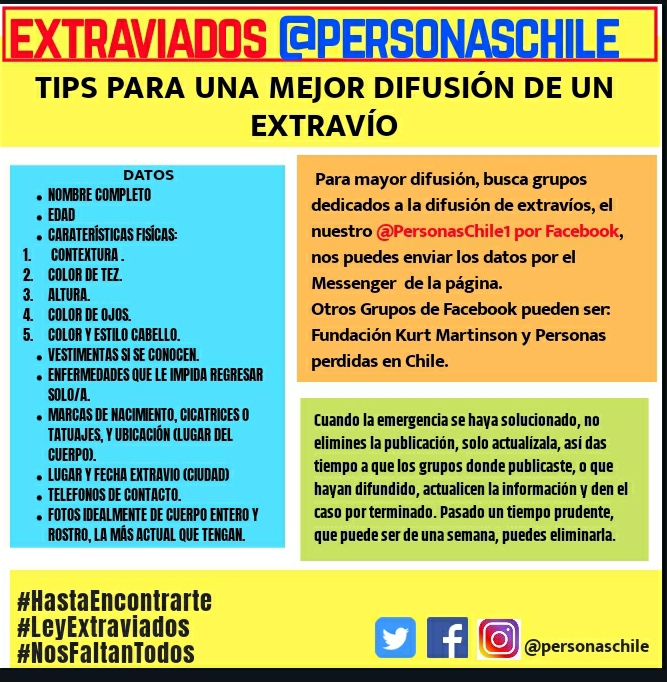 EXTRAVIADOS @PERSONASCHILE
TIPS PARA UNA MEJOR DIFUSIÓN DE UN
EXTRAVÍO
DATOS
• NOMBRE COMPLETO
• EDAD
• CARATERÍSTICAS FISÍCAS:
1. CONTEXTURA .
2. COLOR DE TEZ.
3. ALTURA.
4. COLOR DE OJOS.
5. COLOR Y ESTILO CABELLO.
• VESTIMENTAS SI SE CONOCEN.
• ENFERMEDADES QUE LE IMPIDA REGRESAR
SOLO/A.
• MARCAS DE NACIMIENTO, CICATRICES O
TATUAJES, Y UBICACIÓN (LUGAR DEL
CUERPO).
• LUGAR Y FECHA EXTRAVIO (CIUDAD)
• TELEFONOS DE CONTACTO.
• FOTOS IDEALMENTE DE CUERPO ENTERO Y
ROSTRO, LA MÁS ACTUAL QUE TENGAN.
Para mayor difusión, busca grupos
dedicados a la difusión de extravíos, el
nuestro @PersonasChile1 por Facebook,
nos puedes enviar los datos por el
Messenger de la página.
Otros Grupos de Facebook pueden ser:
Fundación Kurt Martinson y Personas
perdidas en Chile.
Cuando la emergencia se haya solucionado, no
elimines la publicación, solo actualízala, así das
tiempo a que los grupos donde publicaste, o que
hayan difundido, actualicen la información y den el
caso por terminado. Pasado un tiempo prudente,
que puede ser de una semana, puedes eliminarla.
#HastaEncontrarte
#LeyExtraviados
#NosFaltanTodos
@personaschile